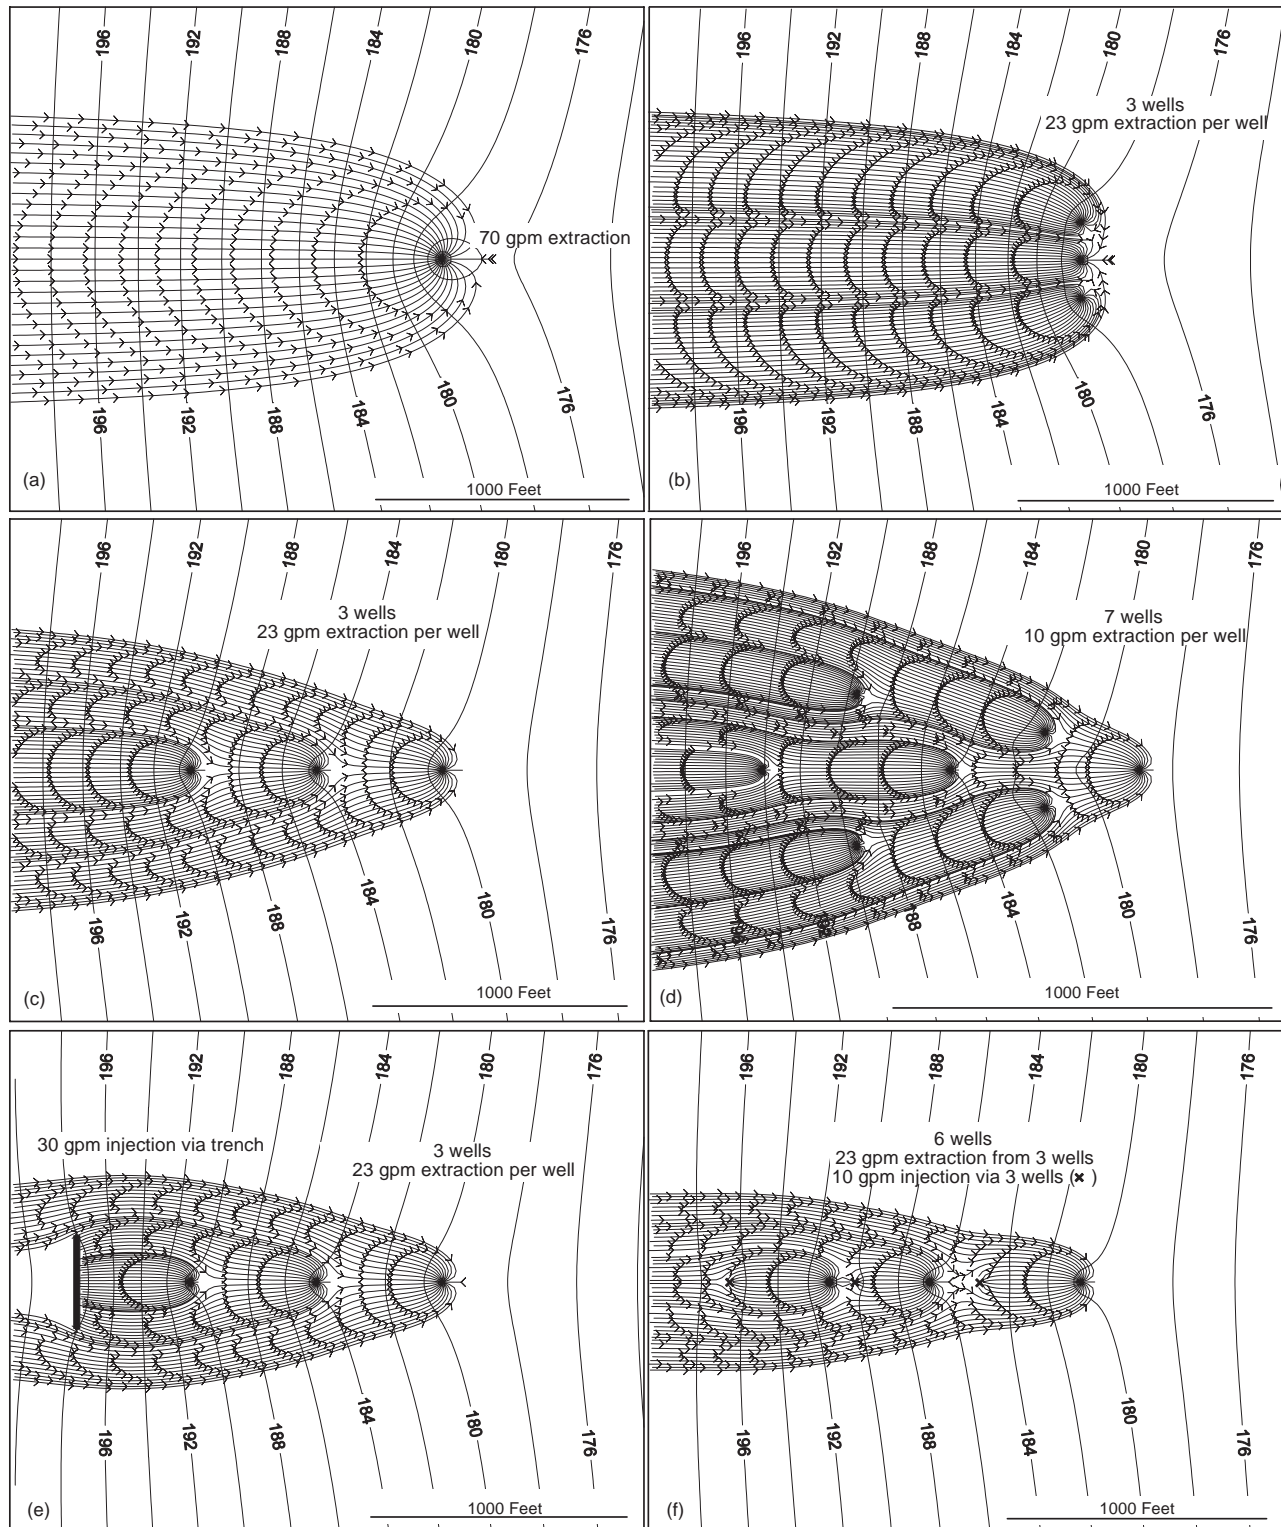 196
192
188
184
180
176
70 gpm extraction
196
192
188
184
180
176
(a)
1000 Feet
196
192
188
184
180
176
3 wells
23 gpm extraction per well
196
192
188
184
180
176
(b)
1000 Feet
196
192
188
184
180
176
3 wells
23 gpm extraction per well
196
192
188
184
180
176
(c)
1000 Feet
196
192
188
184
180
176
7 wells
10 gpm extraction per well
196
192
188
184
180
176
(d)
1000 Feet
196
192
188
184
180
176
30 gpm injection via trench
3 wells
23 gpm extraction per well
196
192
188
184
180
176
(e)
1000 Feet
196
192
188
184
180
176
6 wells
23 gpm extraction from 3 wells
10 gpm injection via 3 wells (x)
196
192
188
184
180
176
(f)
1000 Feet